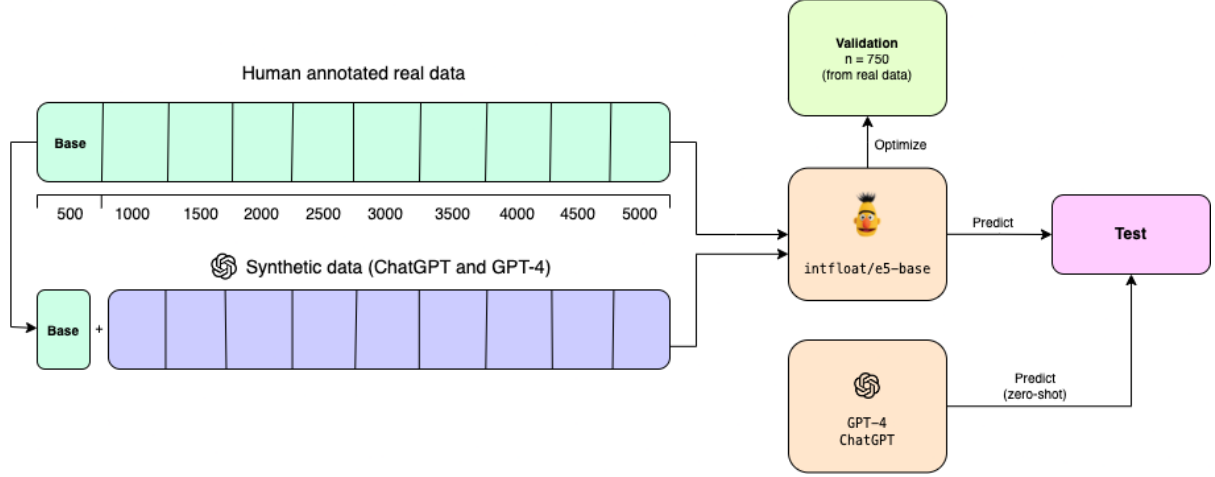 Human annotated real data
Base
500 1000 1500 2000 2500 3000 3500 4000 4500 5000
Synthetic data (ChatGPT and GPT-4)
Base +
Validation
n = 750
(from real data)
Optimize
intfloat/e5-base
Predict
Test
GPT-4
ChatGPT
Predict
(zero-shot)